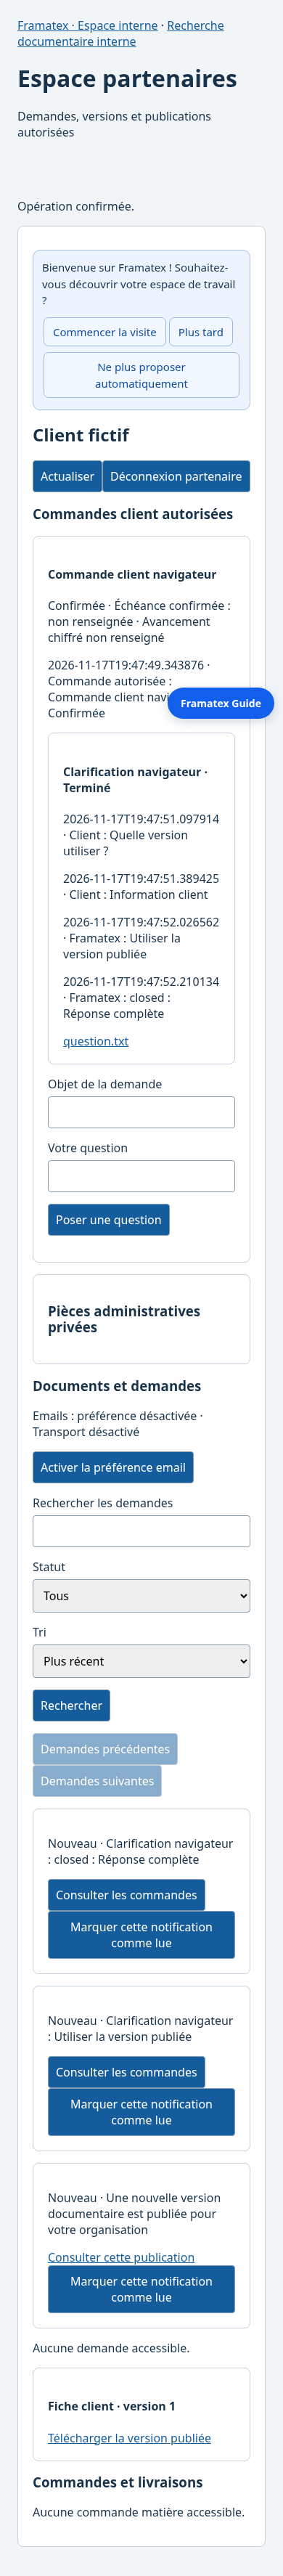 Framatex · Espace interne · Recherche
documentaire interne
Espace partenaires
Demandes, versions et publications
autorisées
Opération confirmée.
Bienvenue sur Framatex ! Souhaitez-
vous découvrir votre espace de travail
?
Commencer la visite
Plus tard
Ne plus proposer
automatiquement
Client fictif
Actualiser
Déconnexion partenaire
Commandes client autorisées
Commande client navigateur
Confirmée · Échéance confirmée :
non renseignée · Avancement
chiffré non renseigné
2026-11-17T19:47:49.343876 ·
Commande autorisée :
Commande client navi
Confirmée
Framatex Guide
Clarification navigateur ·
Terminé
2026-11-17T19:47:51.097914
· Client : Quelle version
utiliser ?
2026-11-17T19:47:51.389425
· Client : Information client
2026-11-17T19:47:52.026562
· Framatex : Utiliser la
version publiée
2026-11-17T19:47:52.210134
· Framatex : closed :
Réponse complète
question.txt
Objet de la demande
Votre question
Poser une question
Pièces administratives
privées
Documents et demandes
Emails : préférence désactivée ·
Transport désactivé
Activer la préférence email
Rechercher les demandes
Statut
Tous
Tri
Plus récent
Rechercher
Demandes précédentes
Demandes suivantes
Nouveau · Clarification navigateur
: closed : Réponse complète
Consulter les commandes
Marquer cette notification
comme lue
Nouveau · Clarification navigateur
: Utiliser la version publiée
Consulter les commandes
Marquer cette notification
comme lue
Nouveau · Une nouvelle version
documentaire est publiée pour
votre organisation
Consulter cette publication
Marquer cette notification
comme lue
Aucune demande accessible.
Fiche client · version 1
Télécharger la version publiée
Commandes et livraisons
Aucune commande matière accessible.